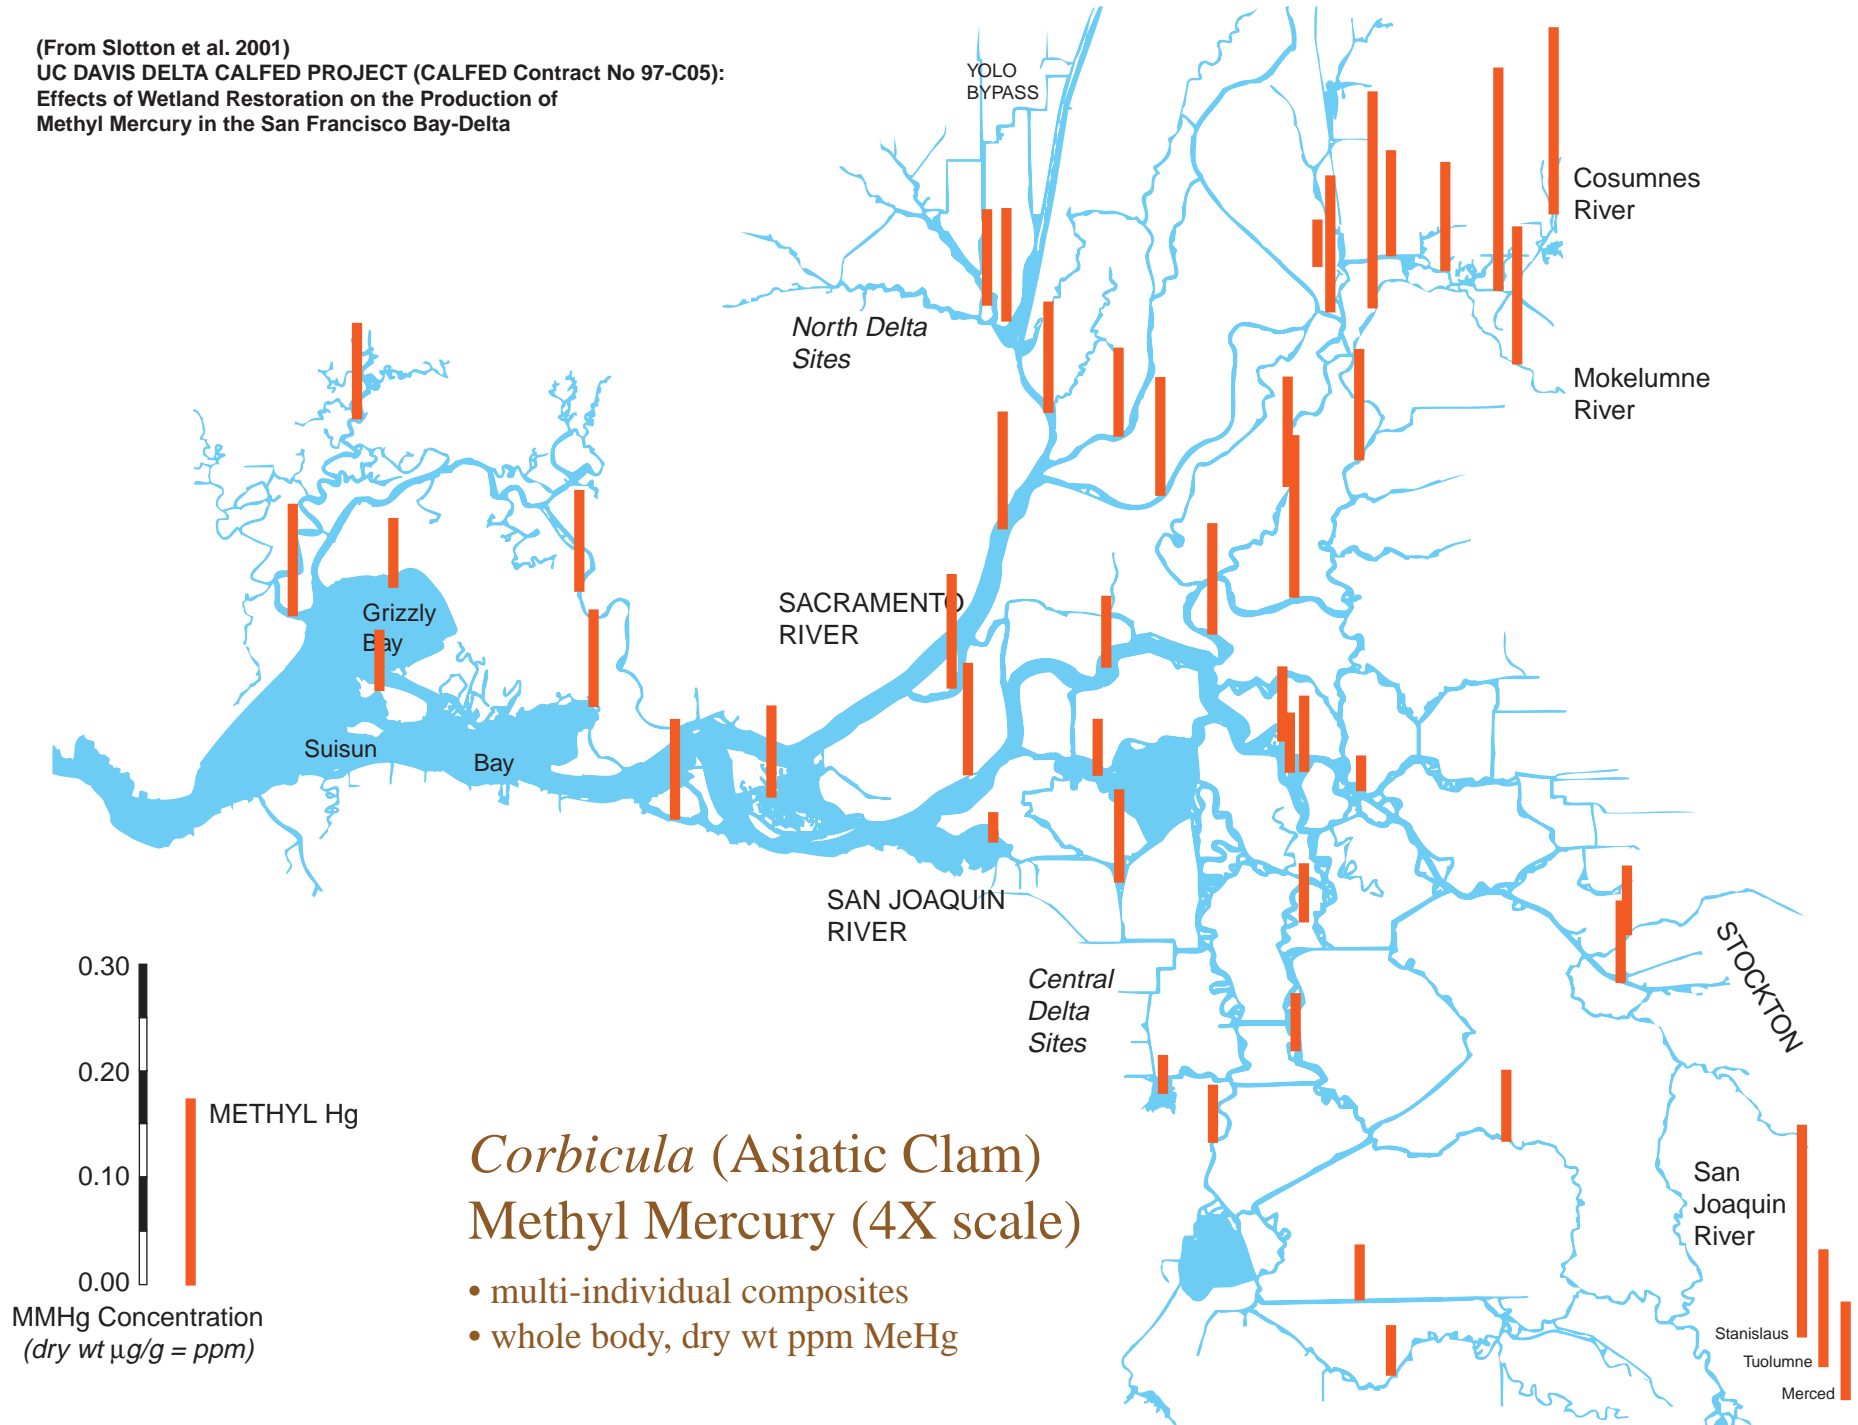 (From Slotton et al. 2001)
UC DAVIS DELTA CALFED PROJECT (CALFED Contract No 97-C05):
Effects of Wetland Restoration on the Production of
Methyl Mercury in the San Francisco Bay-Delta
YOLO
BYPASS
Cosumnes
River
North Delta
Sites
Mokelumne
River
SACRAMENTO
RIVER
Grizzly
Bay
Suisun
Bay
SAN JOAQUIN
RIVER
STOCKTON
Central
Delta
Sites
0.30
0.20
0.10
0.00
METHYL Hg
MMHg Concentration
(dry wt µg/g = ppm)
Corbicula (Asiatic Clam)
Methyl Mercury (4X scale)
• multi-individual composites
• whole body, dry wt ppm MeHg
San
Joaquin
River
Stanislaus
Tuolumne
Merced